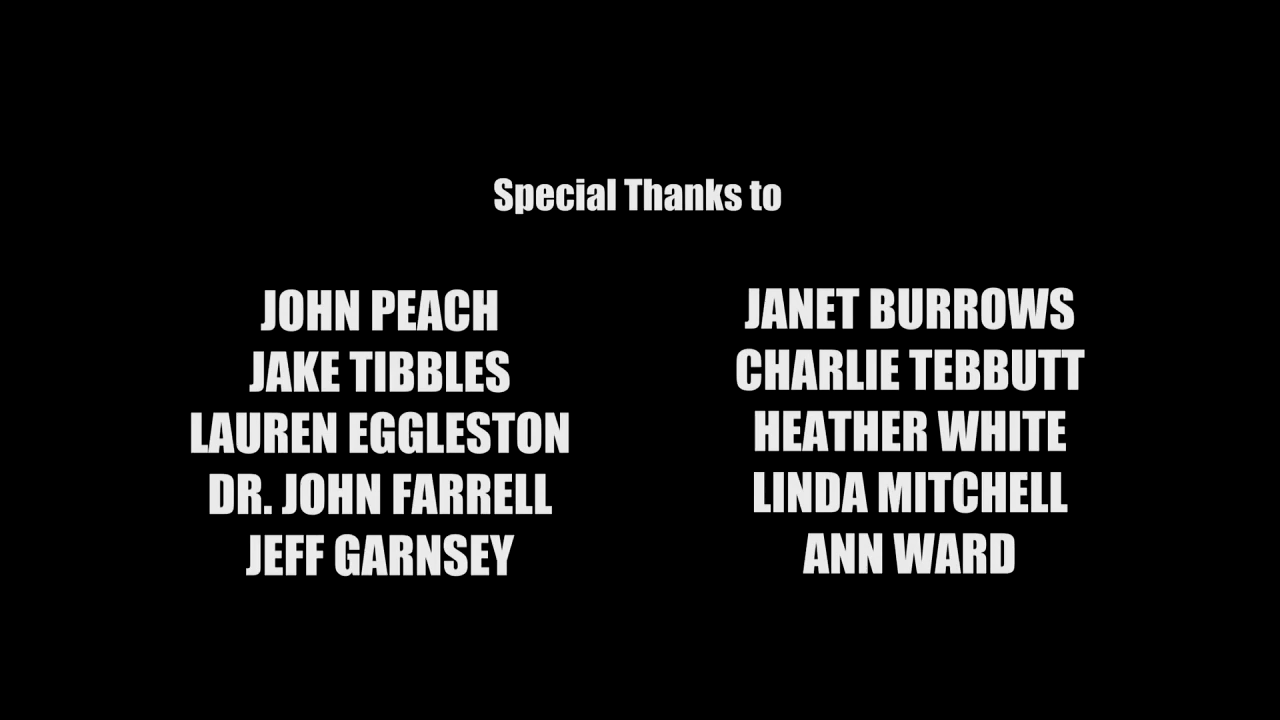 Special Thanks to
JOHN PEACH
JAKE TIBBLES
LAUREN EGGLESTON
DR. JOHN FARRELL
JEFF GARNSEY
JANET BURROWS
CHARLIE TEBBUTT
HEATHER WHITE
LINDA MITCHELL
ANN WARD